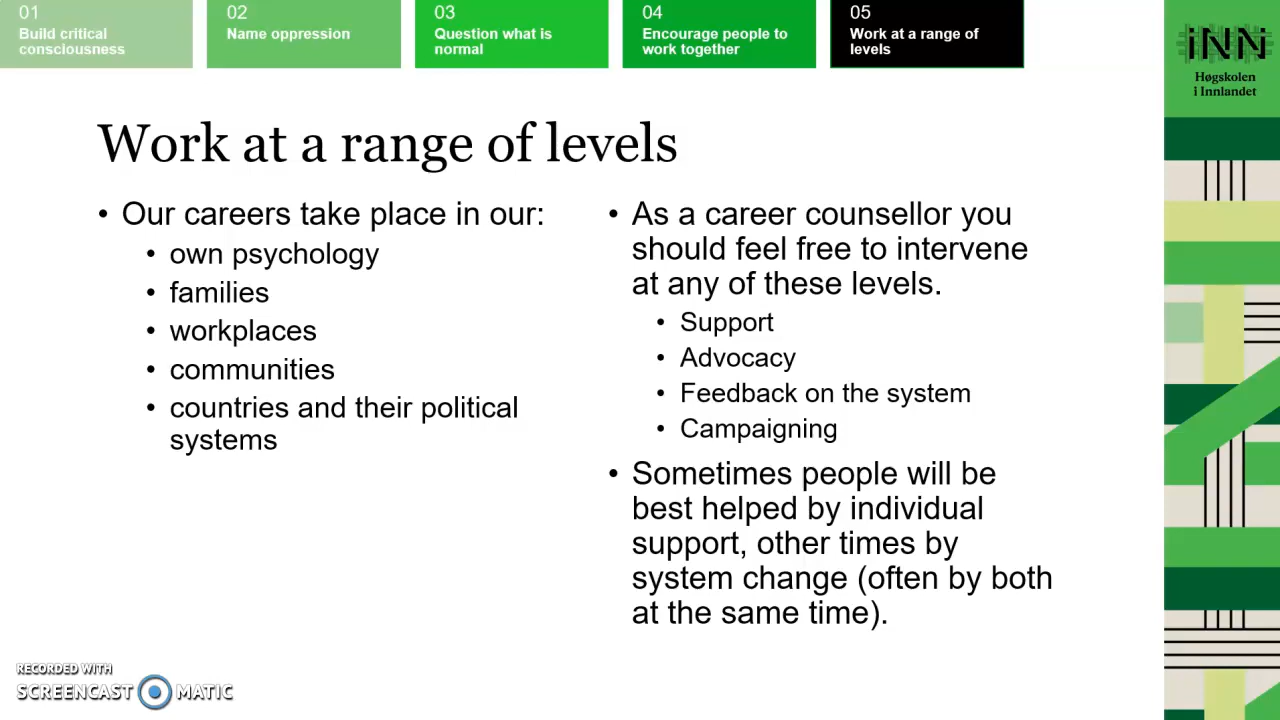 01
Build critical
consciousness
02
Name oppression
03
Question what is
normal
04
Encourage people to
work together
05
Work at a range of
levels
iNN
Høgskolen
i Innlandet
Work at a range of levels
• Our careers take place in our:
• own psychology
• families
• workplaces
• communities
• countries and their political
systems
• As a career counsellor you
should feel free to intervene
at any of these levels.
• Support
• Advocacy
• Feedback on the system
• Campaigning
• Sometimes people will be
best helped by individual
support, other times by
system change (often by both
at the same time).
RECORDED WITH
SCREENCAST MATIC